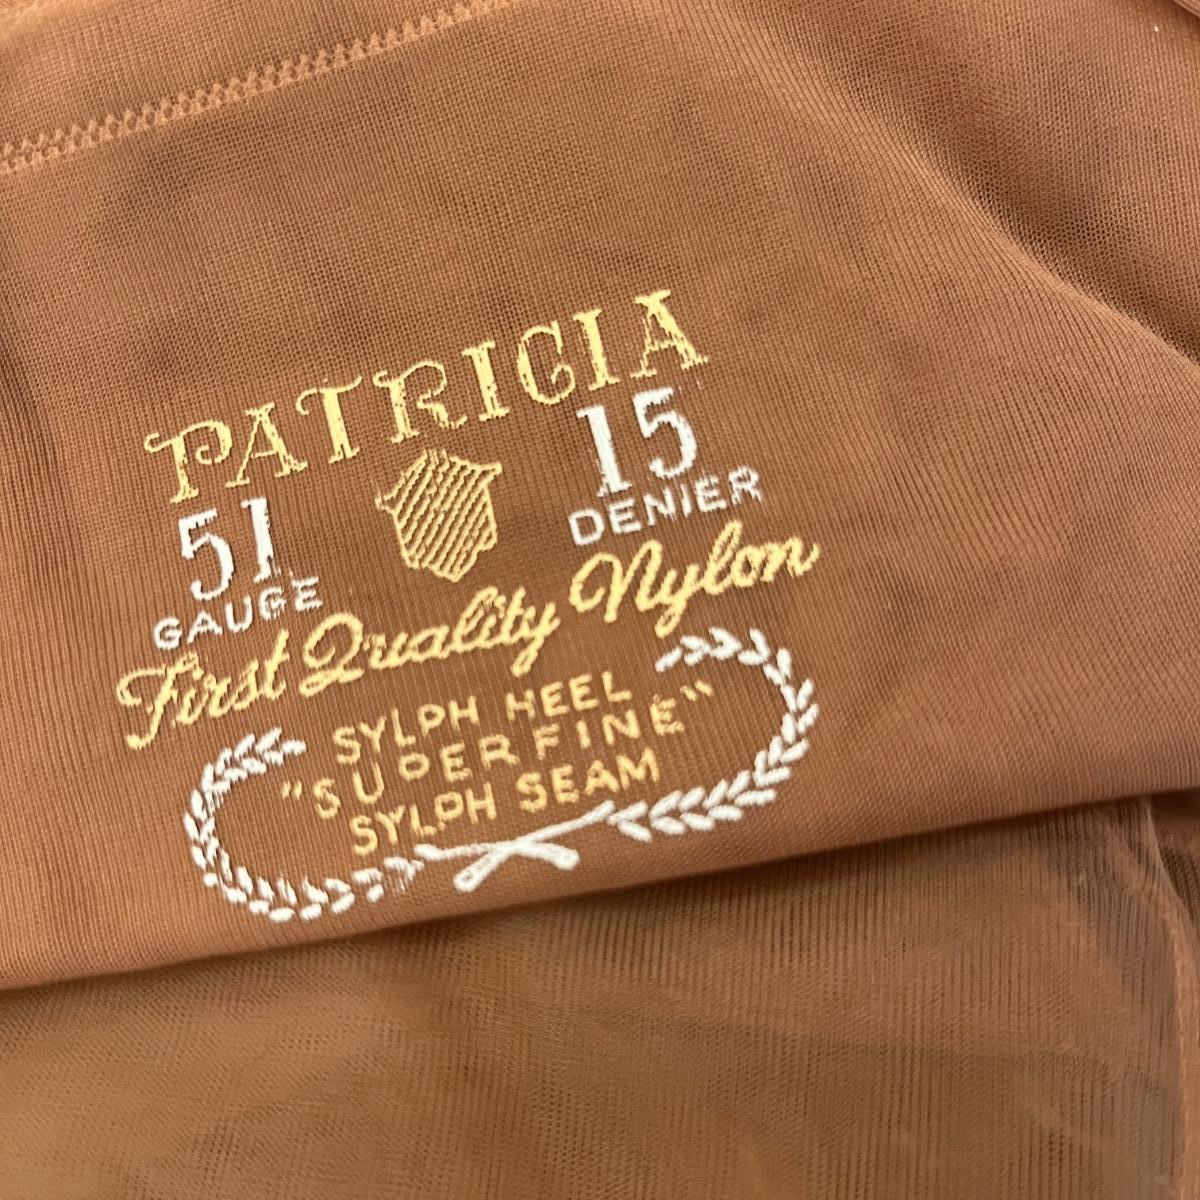 PATRICIA
51 15
GAUGE DENIER
First Quality Nylon
SYLPH HEEL
"SUPERFINE"
SYLPH SEAM